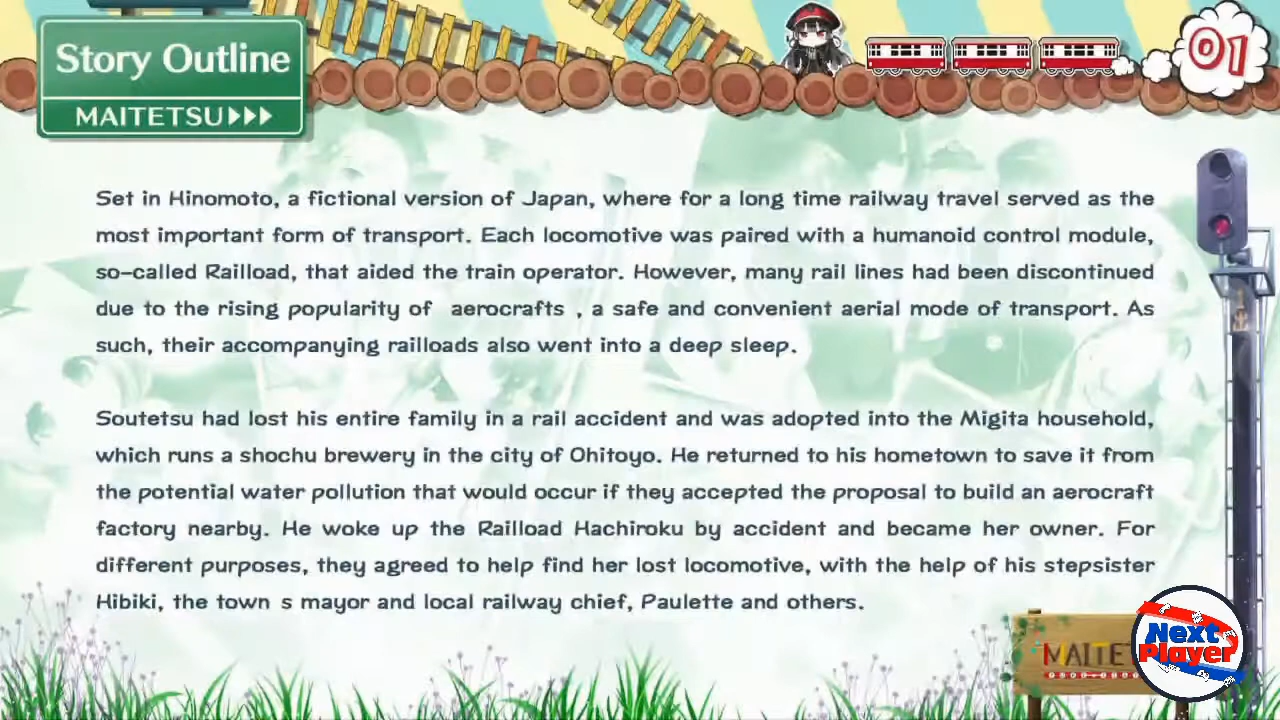 Story Outline
MAITETSU
01
Set in Hinomoto, a fictional version of Japan, where for a long time railway travel served as the
most important form of transport. Each locomotive was paired with a humanoid control module,
so-called Railload, that aided the train operator. However, many rail lines had been discontinued
due to the rising popularity of aerocrafts , a safe and convenient aerial mode of transport. As
such, their accompanying railloads also went into a deep sleep.
Soutetsu had lost his entire family in a rail accident and was adopted into the Migita household,
which runs a shochu brewery in the city of Ohitoyo. He returned to his hometown to save it from
the potential water pollution that would occur if they accepted the proposal to build an aerocraft
factory nearby. He woke up the Railload Hachiroku by accident and became her owner. For
different purposes, they agreed to help find her lost locomotive, with the help of his stepsister
Hibiki, the town s mayor and local railway chief, Paulette and others.
MAITE
Next
Player